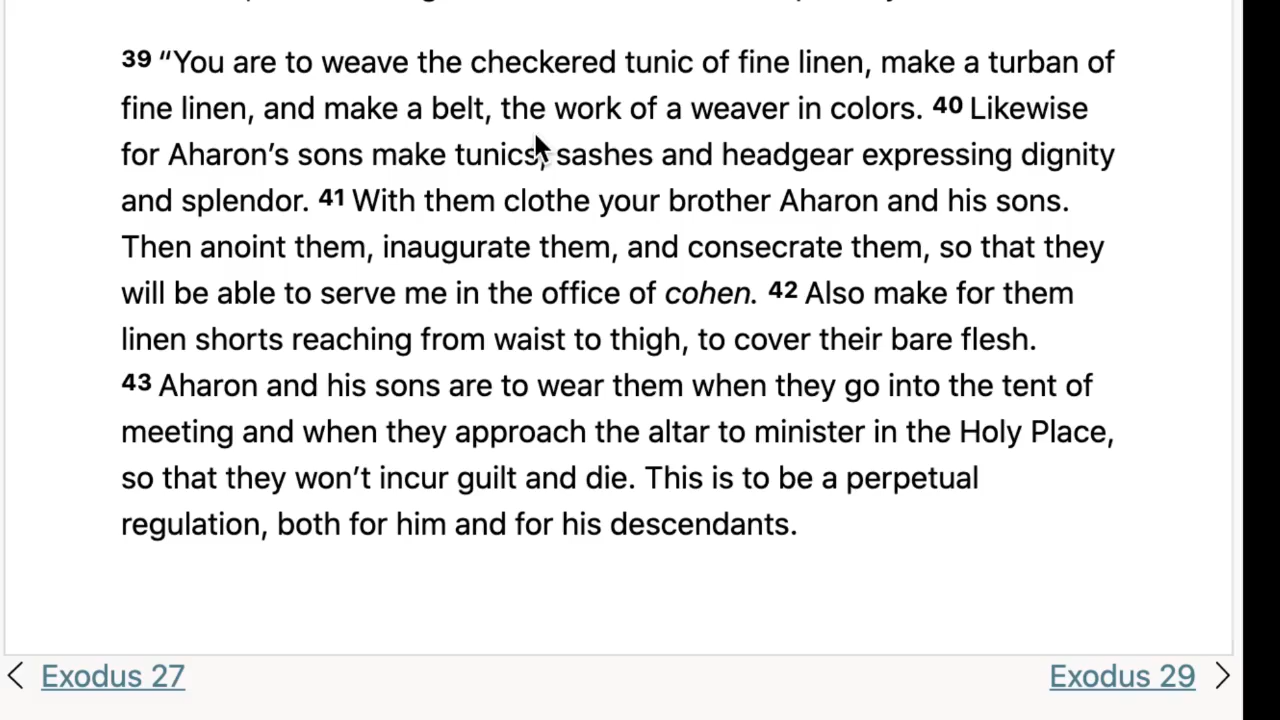 39 “You are to weave the checkered tunic of fine linen, make a turban of
fine linen, and make a belt, the work of a weaver in colors. 40 Likewise
for Aharon’s sons make tunics, sashes and headgear expressing dignity
and splendor. 41 With them clothe your brother Aharon and his sons.
Then anoint them, inaugurate them, and consecrate them, so that they
will be able to serve me in the office of cohen. 42 Also make for them
linen shorts reaching from waist to thigh, to cover their bare flesh.
43 Aharon and his sons are to wear them when they go into the tent of
meeting and when they approach the altar to minister in the Holy Place,
so that they won’t incur guilt and die. This is to be a perpetual
regulation, both for him and for his descendants.
Exodus 27
Exodus 29